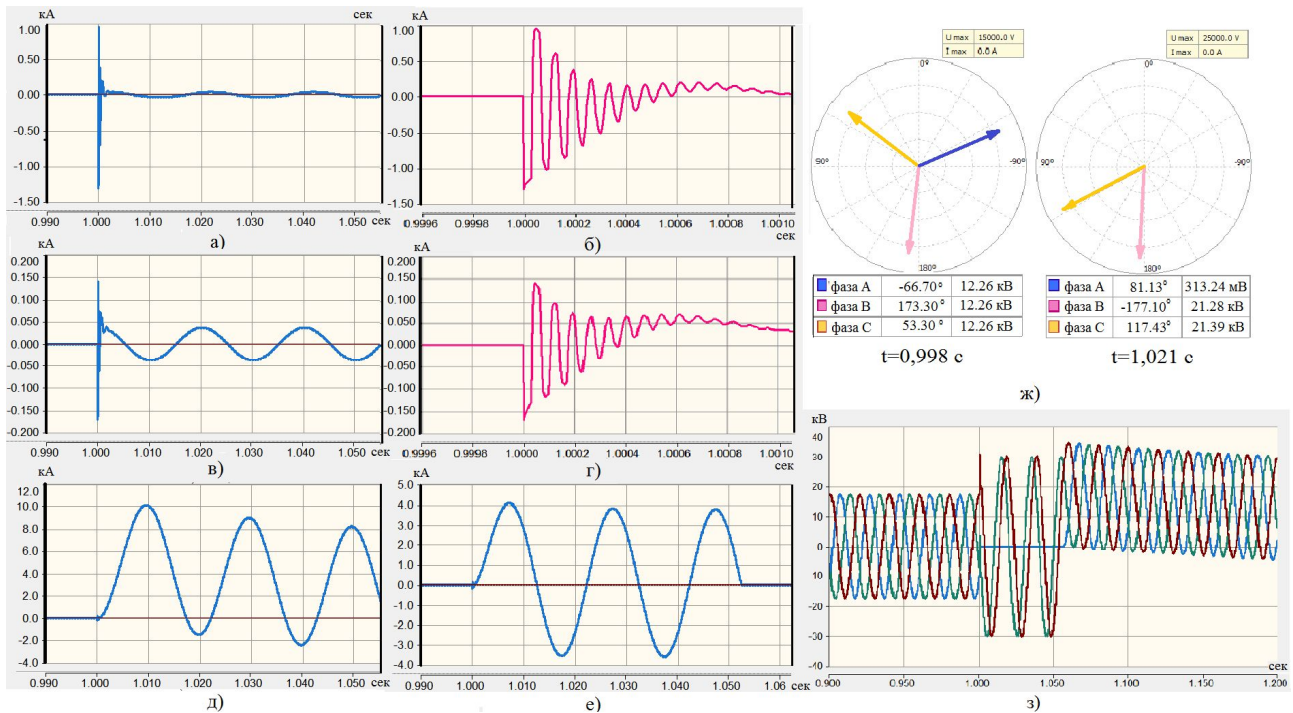 кА
сек
1.00
0.50
0.00
0.50
1.00
1.50
0.990 1.000 1.010 1.020 1.030 1.040 1.050 сек
а)
кА
1.00
0.50
0.00
-0.50
-1.00
-1.50
0.9996 0.9998 1.0000 1.0002 1.0004 1.0006 1.0008 1.0010
сек
б)
кА
0.200
0.150
0.100
0.050
0.000
-0.050
-0.100
-0.150
0.200
0.990 1.000 1.010 1.020 1.030 1.040 1.050 сек
в)
кА
0.200
0.150
0.100
0.050
0.000
-0.050
-0.100
-0.150
-0.200
0.9996 0.9998 1.0000 1.0002 1.0004 1.0006 1.0008 1.0010
сек
г)
кА
12.0
10.0
8.0
6.0
4.0
2.0
0.0
-2.0
-4.0
0.990 1.000 1.010 1.020 1.030 1.040 1.050 сек
д)
кА
5.0
4.0
3.0
2.0
1.0
0.0
-1.0
-2.0
-3.0
-4.0
0.990 1.000 1.010 1.020 1.030 1.040 1.050 1.06 сек
е)
U max 15000.0 V
I max 0.0 A
0º
90º
-90º
180º
фаза A -66.70° 12.26 кВ
фаза B 173.30° 12.26 кВ
фаза C 53.30° 12.26 кВ
t=0,998 с
U max 25000.0 V
I max 0.0 A
0º
90º
-90º
180º
фаза A 81.13° 313.24 мВ
фаза B -177.10° 21.28 кВ
фаза C 117.43° 21.39 кВ
t=1,021 с
ж)
кВ
40
30
20
10
0
10
-20
-30
-40
сек
0.900 0.950 1.000 1.050 1.100 1.150 1.200
з)